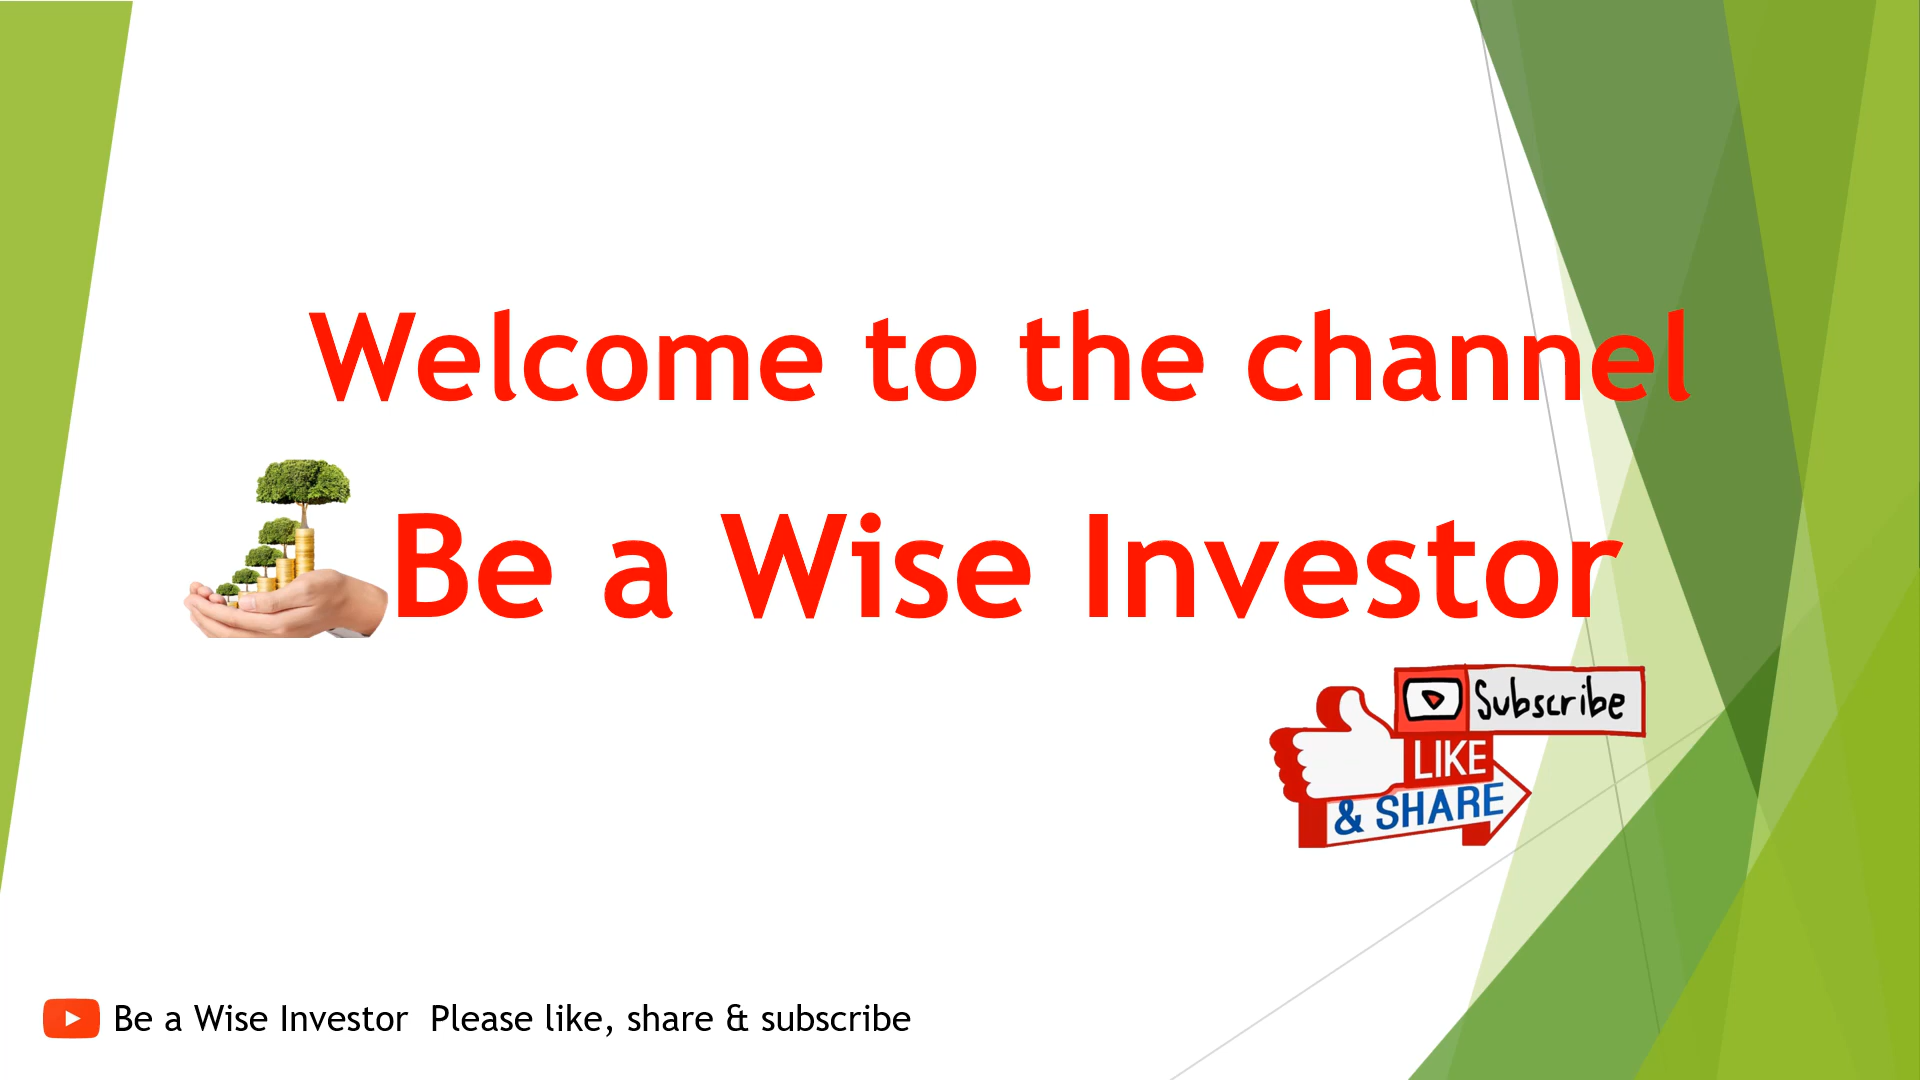 Welcome to the channel
Be a Wise Investor
Subscribe
LIKE
& SHARE
Be a Wise Investor  Please like, share & subscribe